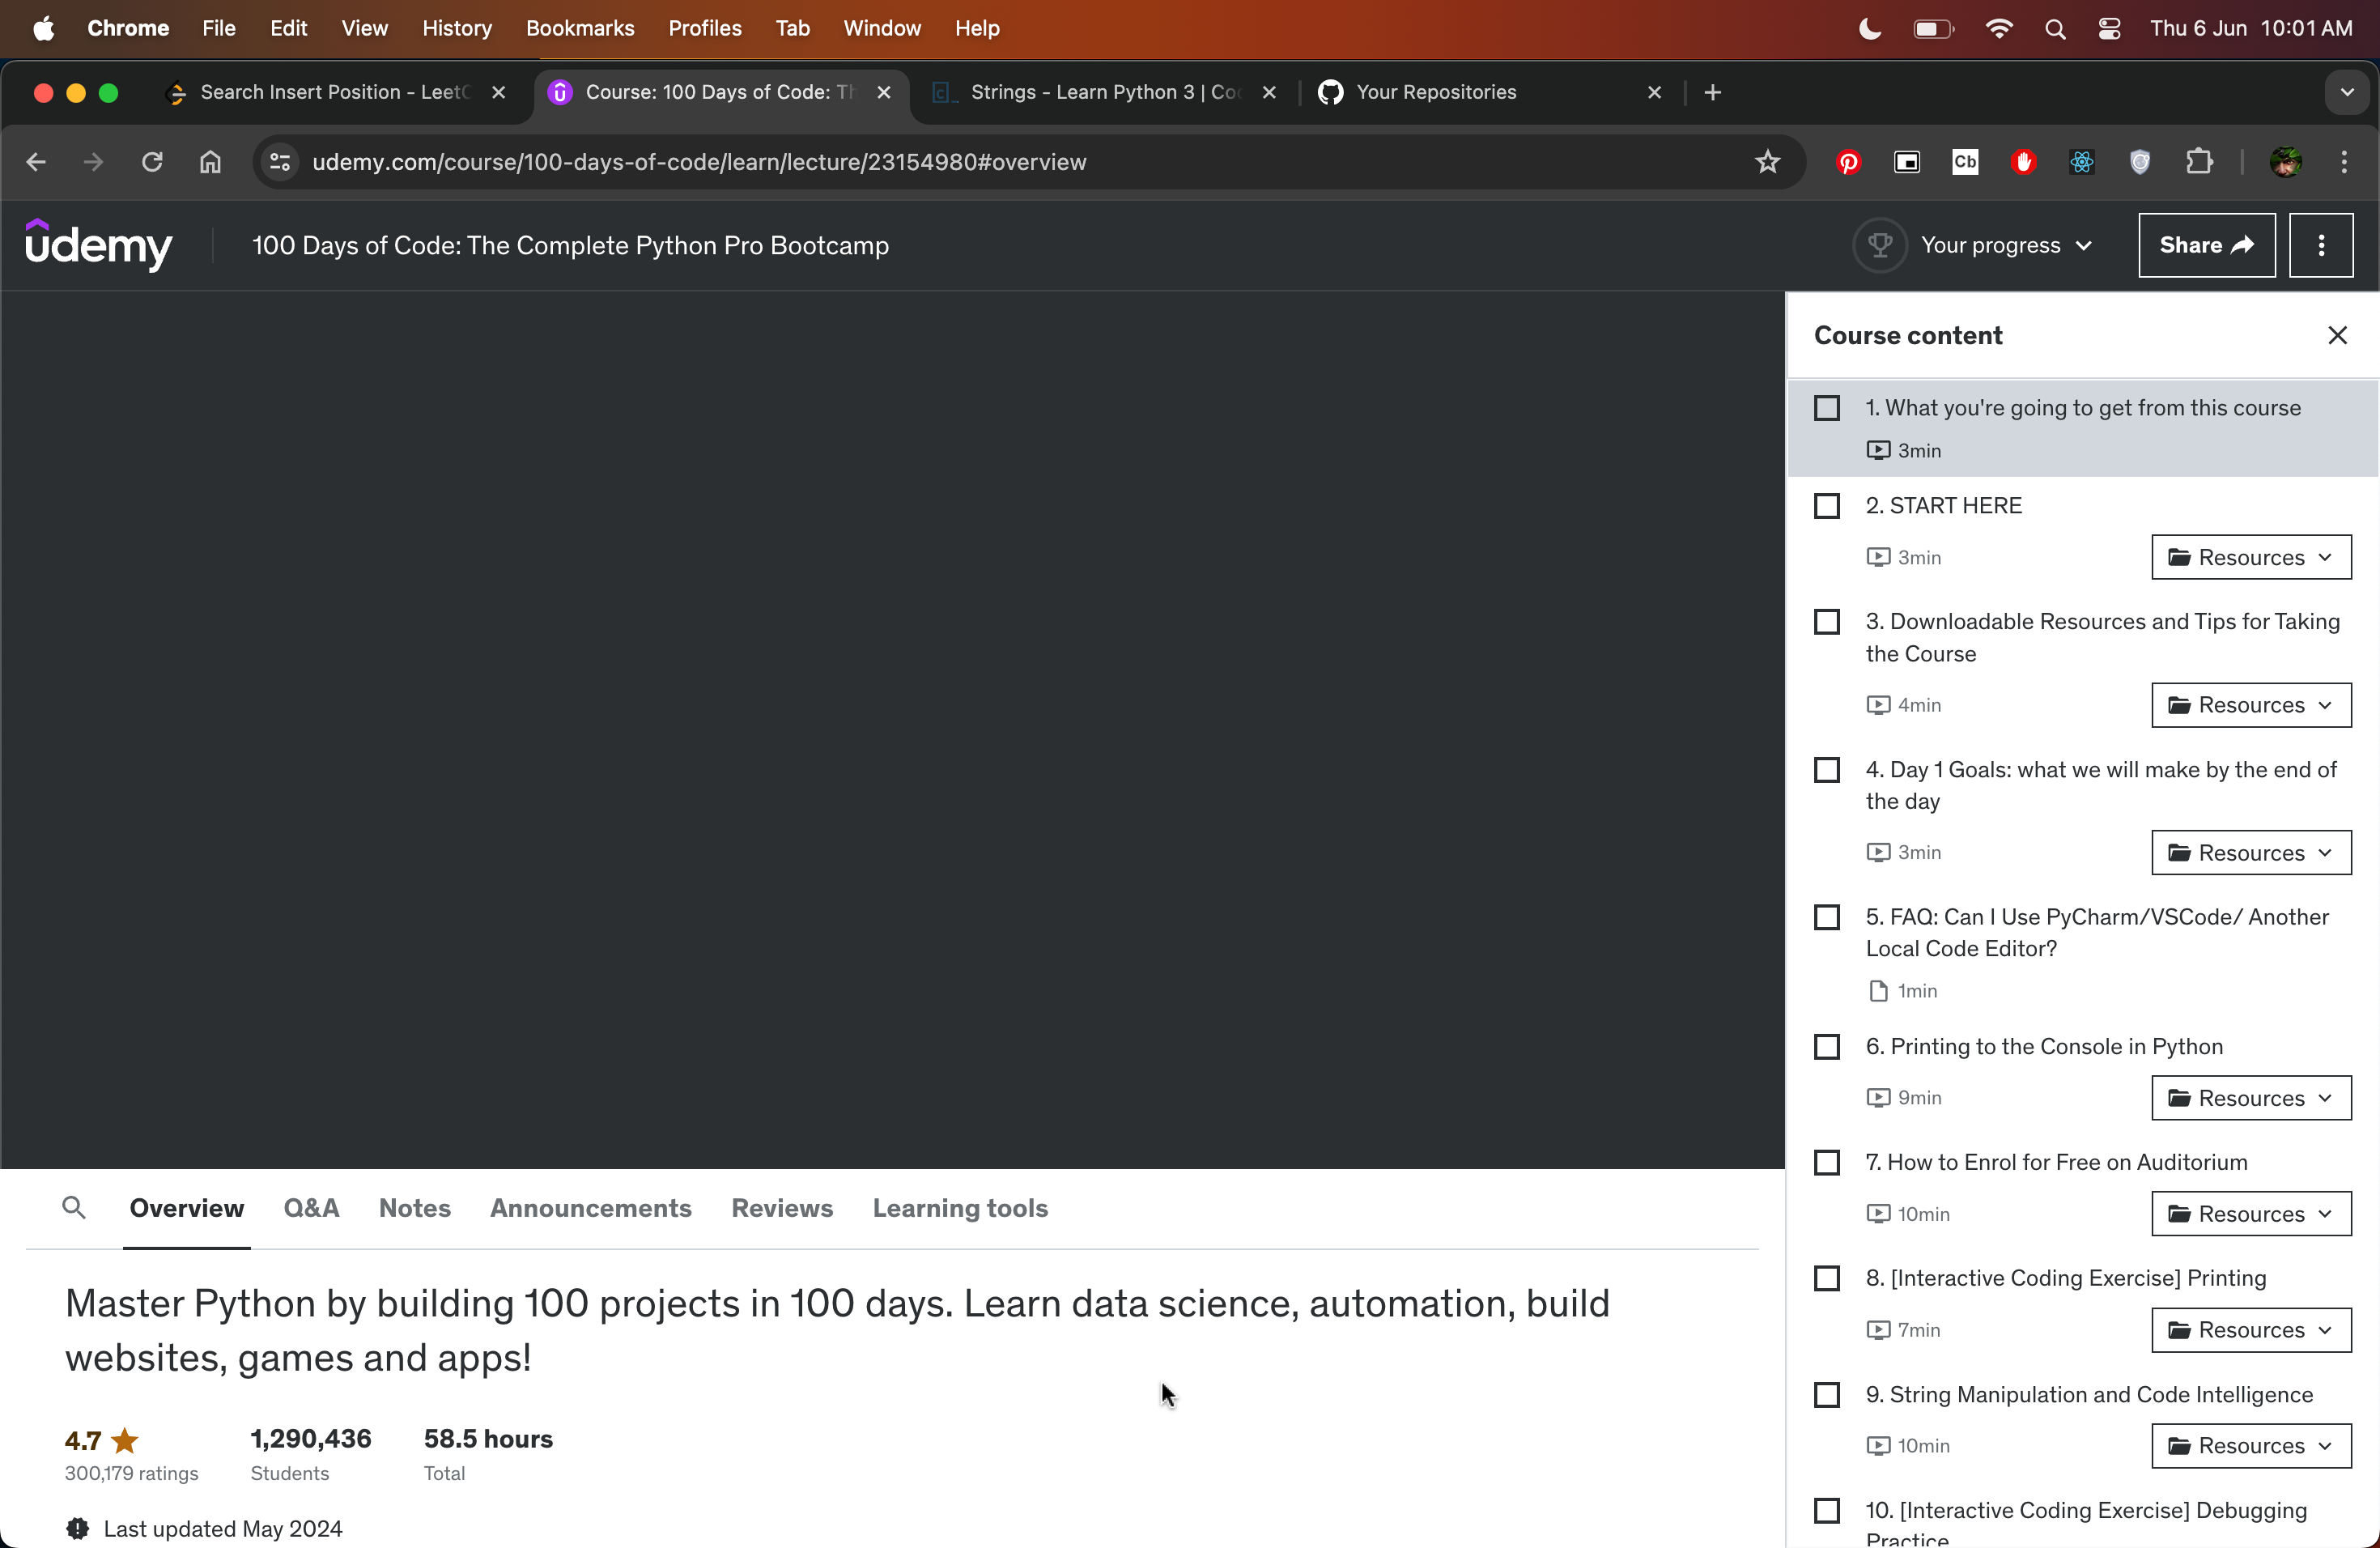 Chrome File Edit View History Bookmarks Profiles Tab Window Help Thu 6 Jun 10:01 AM
Search Insert Position - Leet Course: 100 Days of Code: Strings - Learn Python 3 | Your Repositories
udemy.com/course/100-days-of-code/learn/lecture/23154980#overview Cb
udemy 100 Days of Code: The Complete Python Pro Bootcamp Your progress Share
Course content
1. What you're going to get from this course
3min
2. START HERE
3min Resources
3. Downloadable Resources and Tips for Taking
the Course
4min Resources
4. Day 1 Goals: what we will make by the end of
the day
3min Resources
5. FAQ: Can I Use PyCharm/VSCode/ Another
Local Code Editor?
1min
6. Printing to the Console in Python
9min Resources
7. How to Enrol for Free on Auditorium
10min Resources
8. [Interactive Coding Exercise] Printing
7min Resources
9. String Manipulation and Code Intelligence
10min Resources
10. [Interactive Coding Exercise] Debugging
Practice
Overview Q&A Notes Announcements Reviews Learning tools
Master Python by building 100 projects in 100 days. Learn data science, automation, build
websites, games and apps!
4.7 1,290,436 58.5 hours
300,179 ratings Students Total
Last updated May 2024